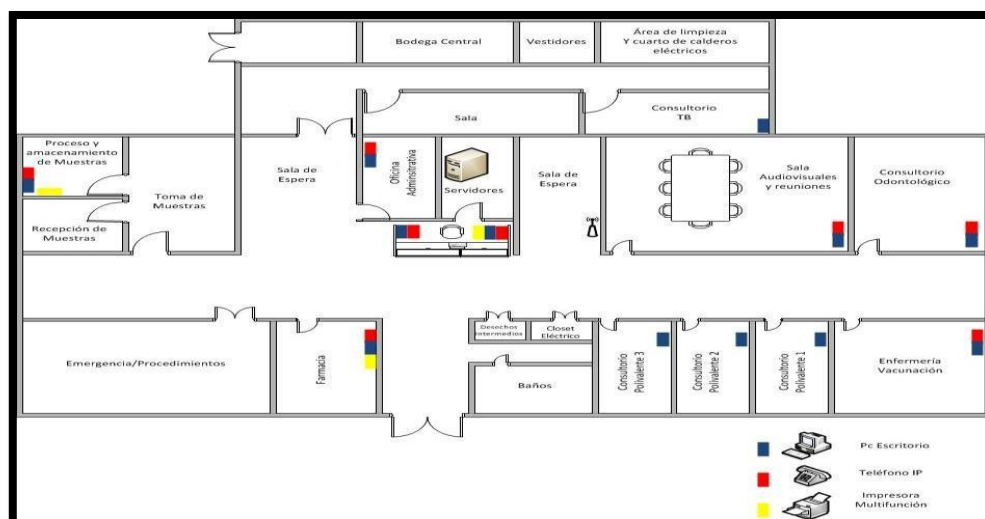 Bodega Central
Vestidores
Área de limpieza
Y cuarto de calderos
eléctricos
Sala
Consultorio
TB
Proceso y
amacenamiento
de Muestras
Toma de
Muestras
Recepción de
Muestras
Sala de
Espera
Oficina
Adminsitrativa
Servidores
Sala de
Espera
Sala
Audiovisuales
y reuniones
Consultorio
Odontológico
Emergencia/Procedimientos
Farmacia
Desechos
Intermedios
Closet
Eléctrico
Baños
Consultorio
Polivalente 3
Consultorio
Polivalente 2
Consultorio
Polivalente 1
Enfermería
Vacunación
Pc Escritorio
Teléfono IP
Impresora
Multifunción